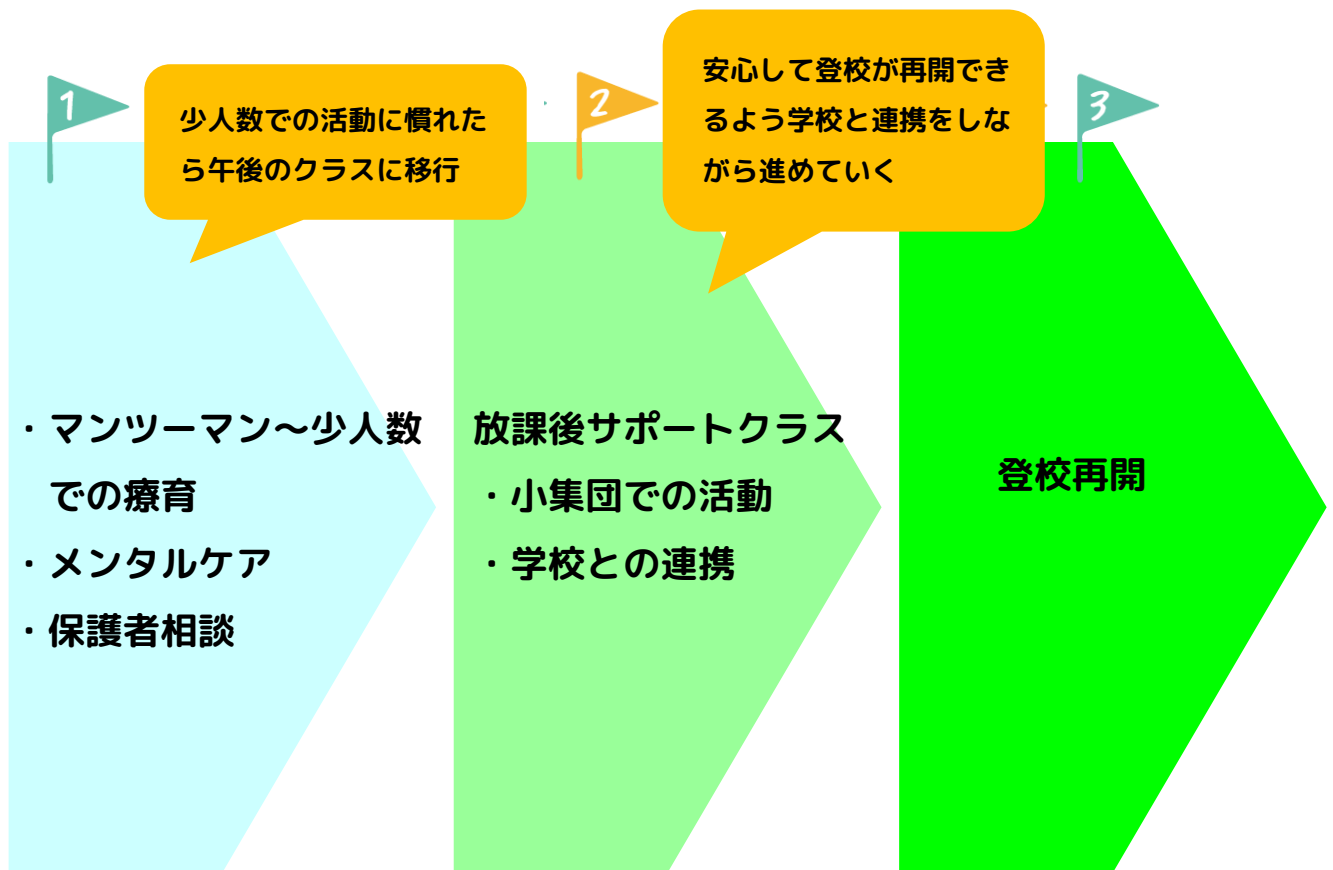 1
少人数での活動に慣れた
ら午後のクラスに移行
2
安心して登校が再開でき
るよう学校と連携をしな
がら進めていく
3
・マンツーマン～少人数
での療育
・メンタルケア
・保護者相談
放課後サポートクラス
・小集団での活動
・学校との連携
登校再開